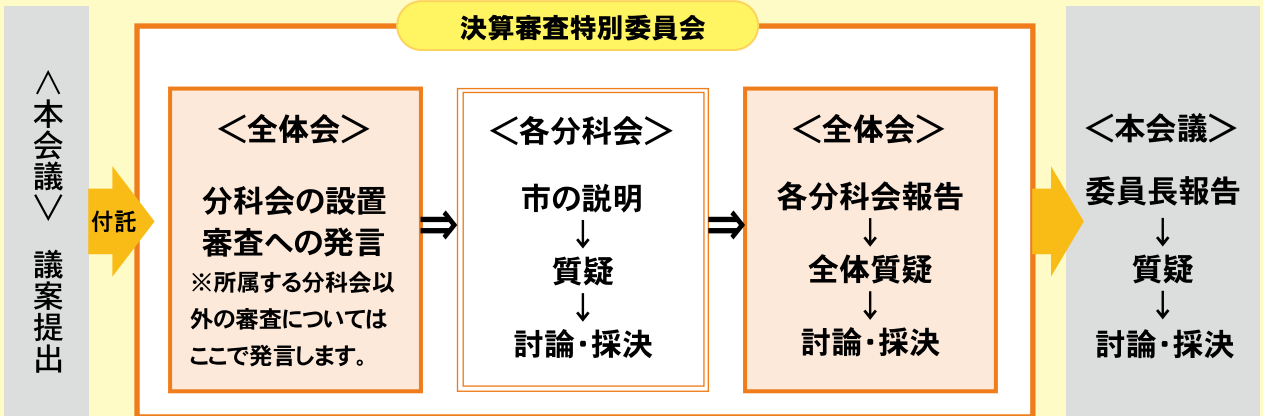 決算審査特別委員会
＜本会議＞　議案提出
付託
＜全体会＞
分科会の設置
審査への発言
※所属する分科会以
外の審査については
ここで発言します。
⇒
＜各分科会＞
市の説明
↓
質疑
↓
討論・採決
⇒
＜全体会＞
各分科会報告
↓
全体質疑
↓
討論・採決
＜本会議＞
委員長報告
↓
質疑
↓
討論・採決